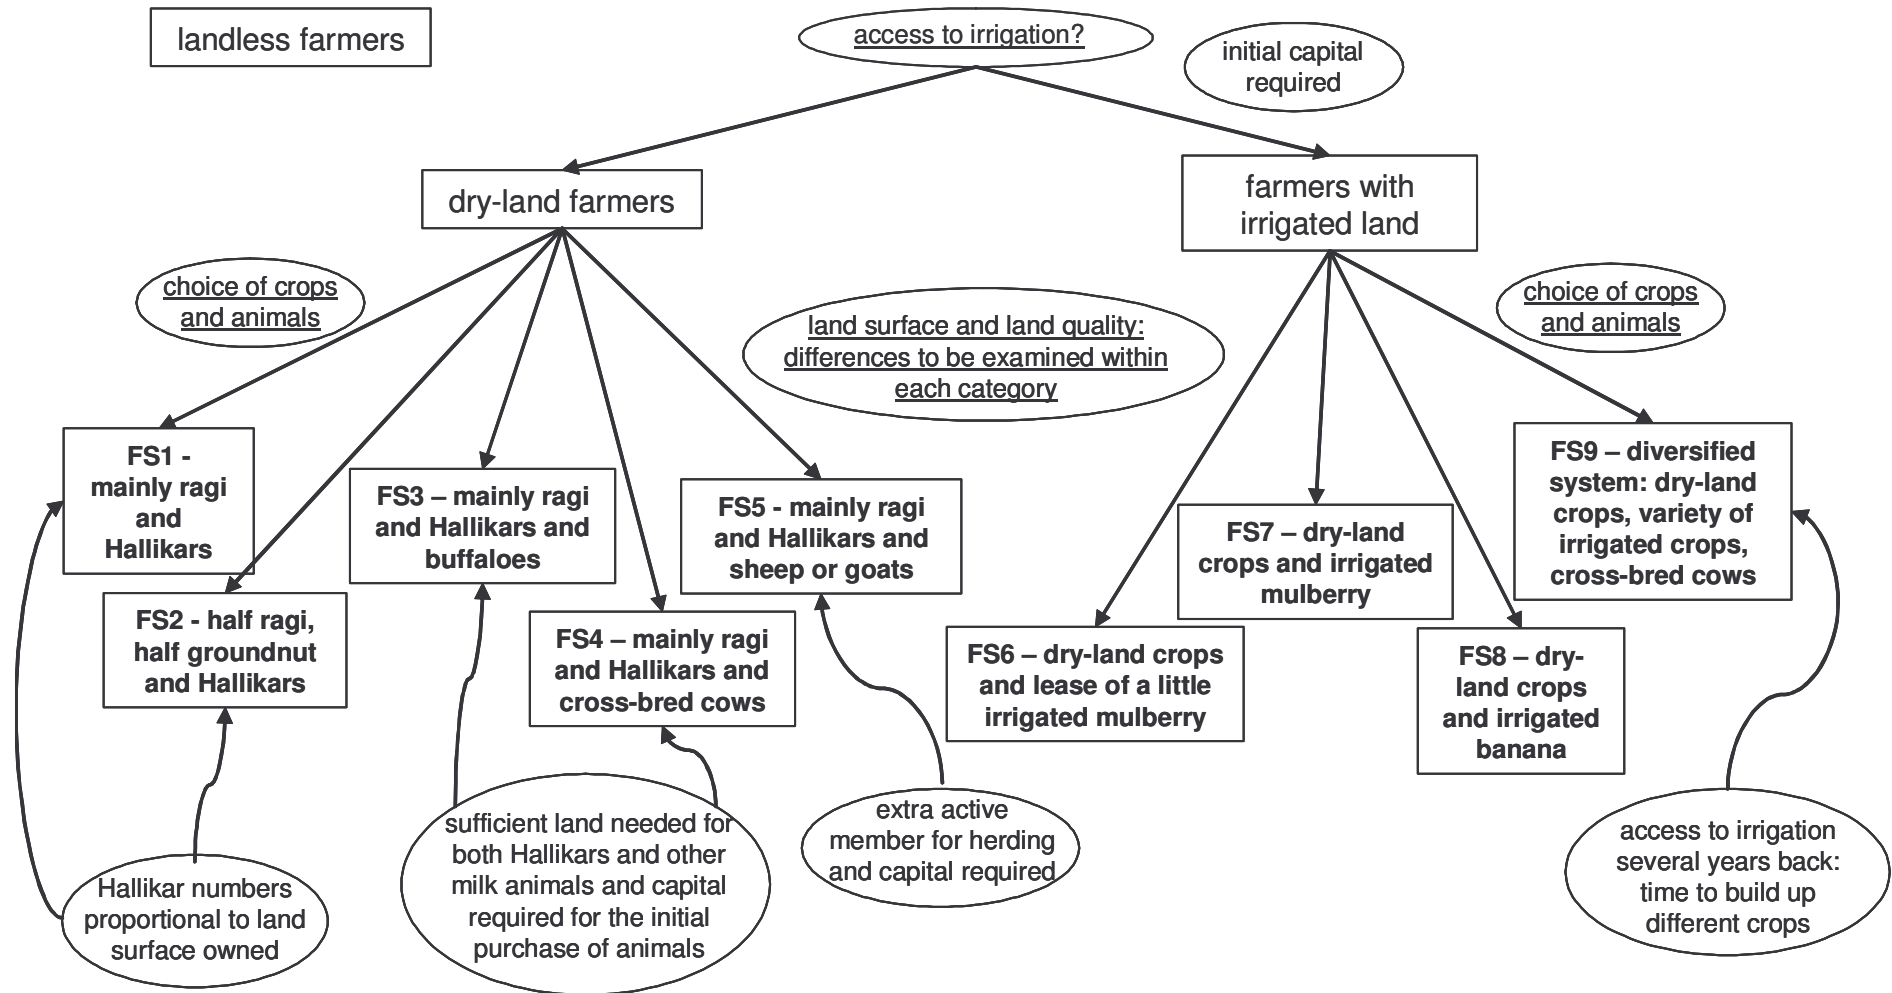 landless farmers
access to irrigation?
initial capital
required
dry-land farmers
farmers with
irrigated land
choice of crops
and animals
land surface and land quality:
differences to be examined within
each category
choice of crops
and animals
FS1 -
mainly ragi
and
Hallikars
FS2 - half ragi,
half groundnut
and Hallikars
FS3 – mainly ragi
and Hallikars and
buffaloes
FS4 – mainly ragi
and Hallikars and
cross-bred cows
FS5 - mainly ragi
and Hallikars and
sheep or goats
FS6 – dry-land crops
and lease of a little
irrigated mulberry
FS7 – dry-land
crops and irrigated
mulberry
FS8 – dry-
land crops
and irrigated
banana
FS9 – diversified
system: dry-land
crops, variety of
irrigated crops,
cross-bred cows
Hallikar numbers
proportional to land
surface owned
sufficient land needed for
both Hallikars and other
milk animals and capital
required for the initial
purchase of animals
extra active
member for herding
and capital required
access to irrigation
several years back:
time to build up
different crops